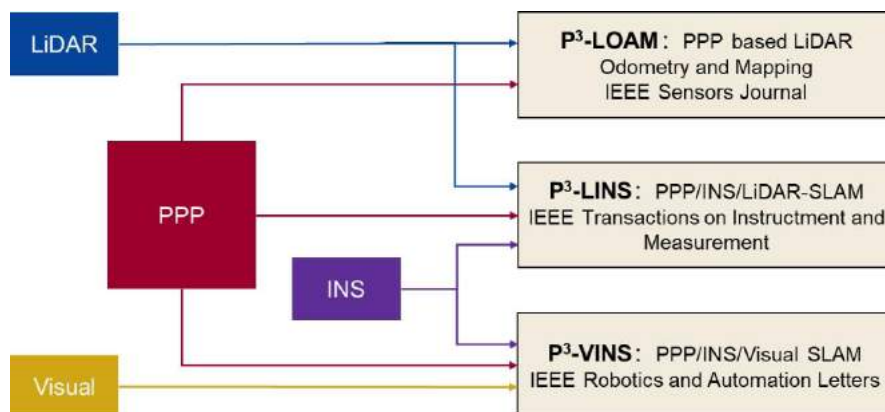 LiDAR
PPP
INS
Visual
P³-LOAM: PPP based LiDAR
Odometry and Mapping
IEEE Sensors Journal
P³-LINS: PPP/INS/LiDAR-SLAM
IEEE Transactions on Instructment and
Measurement
P³-VINS: PPP/INS/Visual SLAM
IEEE Robotics and Automation Letters